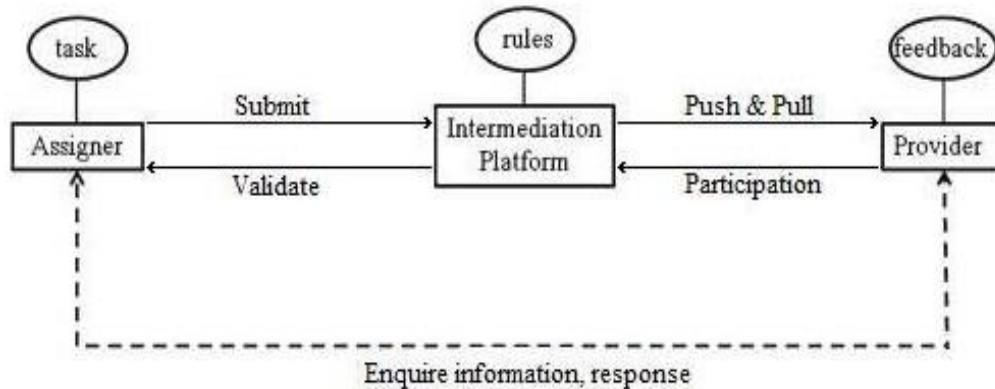 task
rules
feedback
Submit
Push & Pull
Assigner
Intermediation
Platform
Provider
Validate
Participation
Enquire information, response